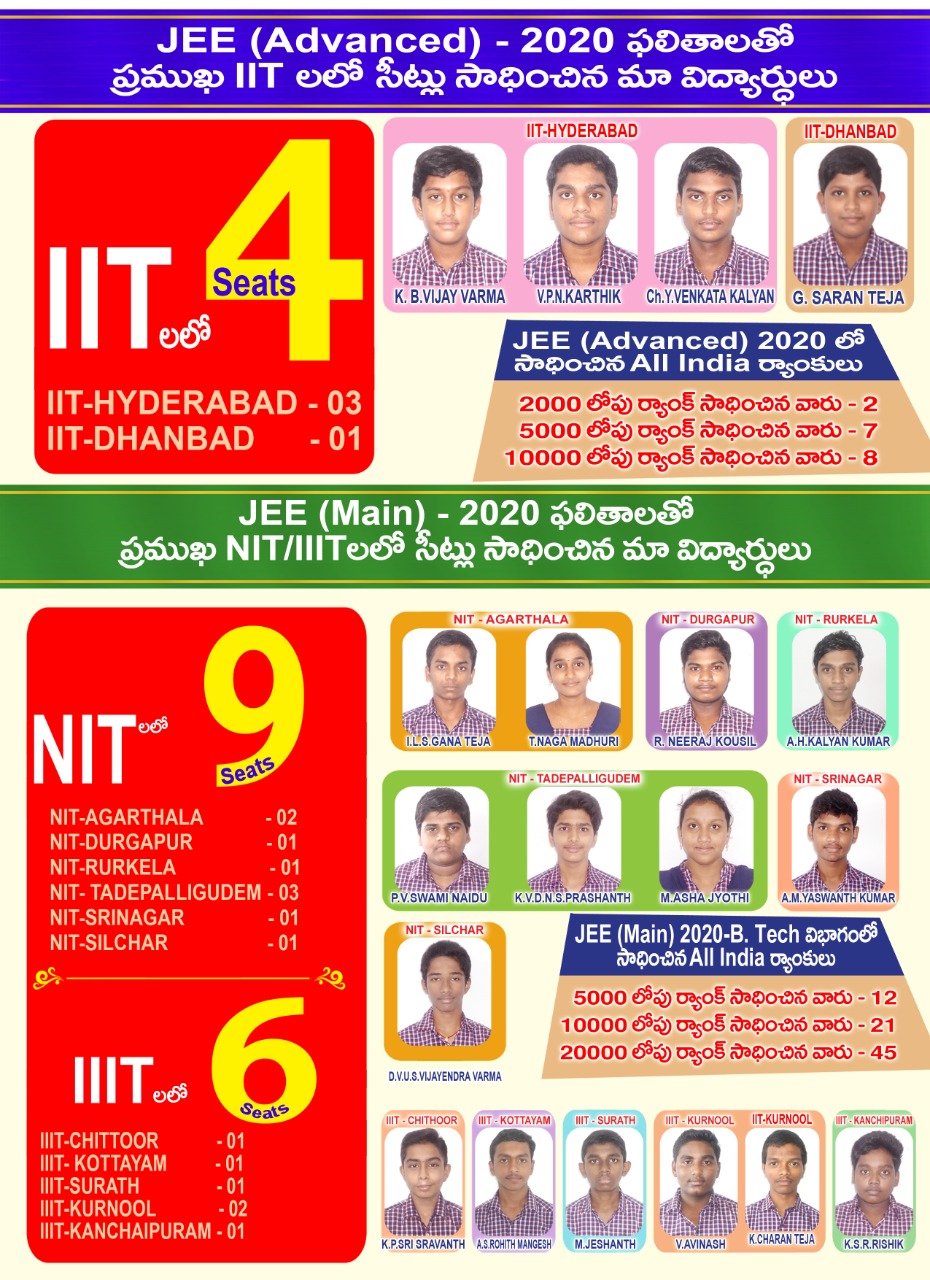 JEE (Advanced) - 2020 ఫలితాలతో
ప్రముఖ IIT లలో సీట్లు సాధించిన మా విద్యార్థులు
IIT లలో
4
Seats
IIT-HYDERABAD - 03
IIT-DHANBAD - 01
IIT-HYDERABAD
K. B.VIJAY VARMA
V.P.N.KARTHIK
Ch.Y.VENKATA KALYAN
IIT-DHANBAD
G. SARAN TEJA
JEE (Advanced) 2020 లో
సాధించిన All India ర్యాంకులు
2000 లోపు ర్యాంక్ సాధించిన వారు - 2
5000 లోపు ర్యాంక్ సాధించిన వారు - 7
10000 లోపు ర్యాంక్ సాధించిన వారు - 8
JEE (Main) - 2020 ఫలితాలతో
ప్రముఖ NIT/IIITలలో సీట్లు సాధించిన మా విద్యార్థులు
NIT లలో
9
Seats
NIT-AGARTHALA - 02
NIT-DURGAPUR - 01
NIT-RURKELA - 01
NIT- TADEPALLIGUDEM - 03
NIT-SRINAGAR - 01
NIT-SILCHAR - 01
IIIT లలో
6
Seats
IIIT-CHITTOOR - 01
IIIT- KOTTAYAM - 01
IIIT-SURATH - 01
IIIT-KURNOOL - 02
IIIT-KANCHAIPURAM - 01
NIT - AGARTHALA
I.L.S.GANA TEJA
T.NAGA MADHURI
NIT - DURGAPUR
R. NEERAJ KOUSIL
NIT - RURKELA
A.H.KALYAN KUMAR
NIT - TADEPALLIGUDEM
P.V.SWAMI NAIDU
K.V.D.N.S.PRASHANTH
M.ASHA JYOTHI
NIT - SRINAGAR
A.M.YASWANTH KUMAR
NIT - SILCHAR
D.V.U.S.VIJAYENDRA VARMA
JEE (Main) 2020-B. Tech విభాగంలో
సాధించిన All India ర్యాంకులు
5000 లోపు ర్యాంక్ సాధించిన వారు - 12
10000 లోపు ర్యాంక్ సాధించిన వారు - 21
20000 లోపు ర్యాంక్ సాధించిన వారు - 45
IIIT - CHITHOOR
K.P.SRI SRAVANTH
IIIT - KOTTAYAM
A.S.ROHITH MANGESH
IIIT - SURATH
M.JESHANTH
IIIT - KURNOOL
V.AVINASH
IIT-KURNOOL
K.CHARAN TEJA
IIIT - KANCHIPURAM
K.S.R.RISHIK